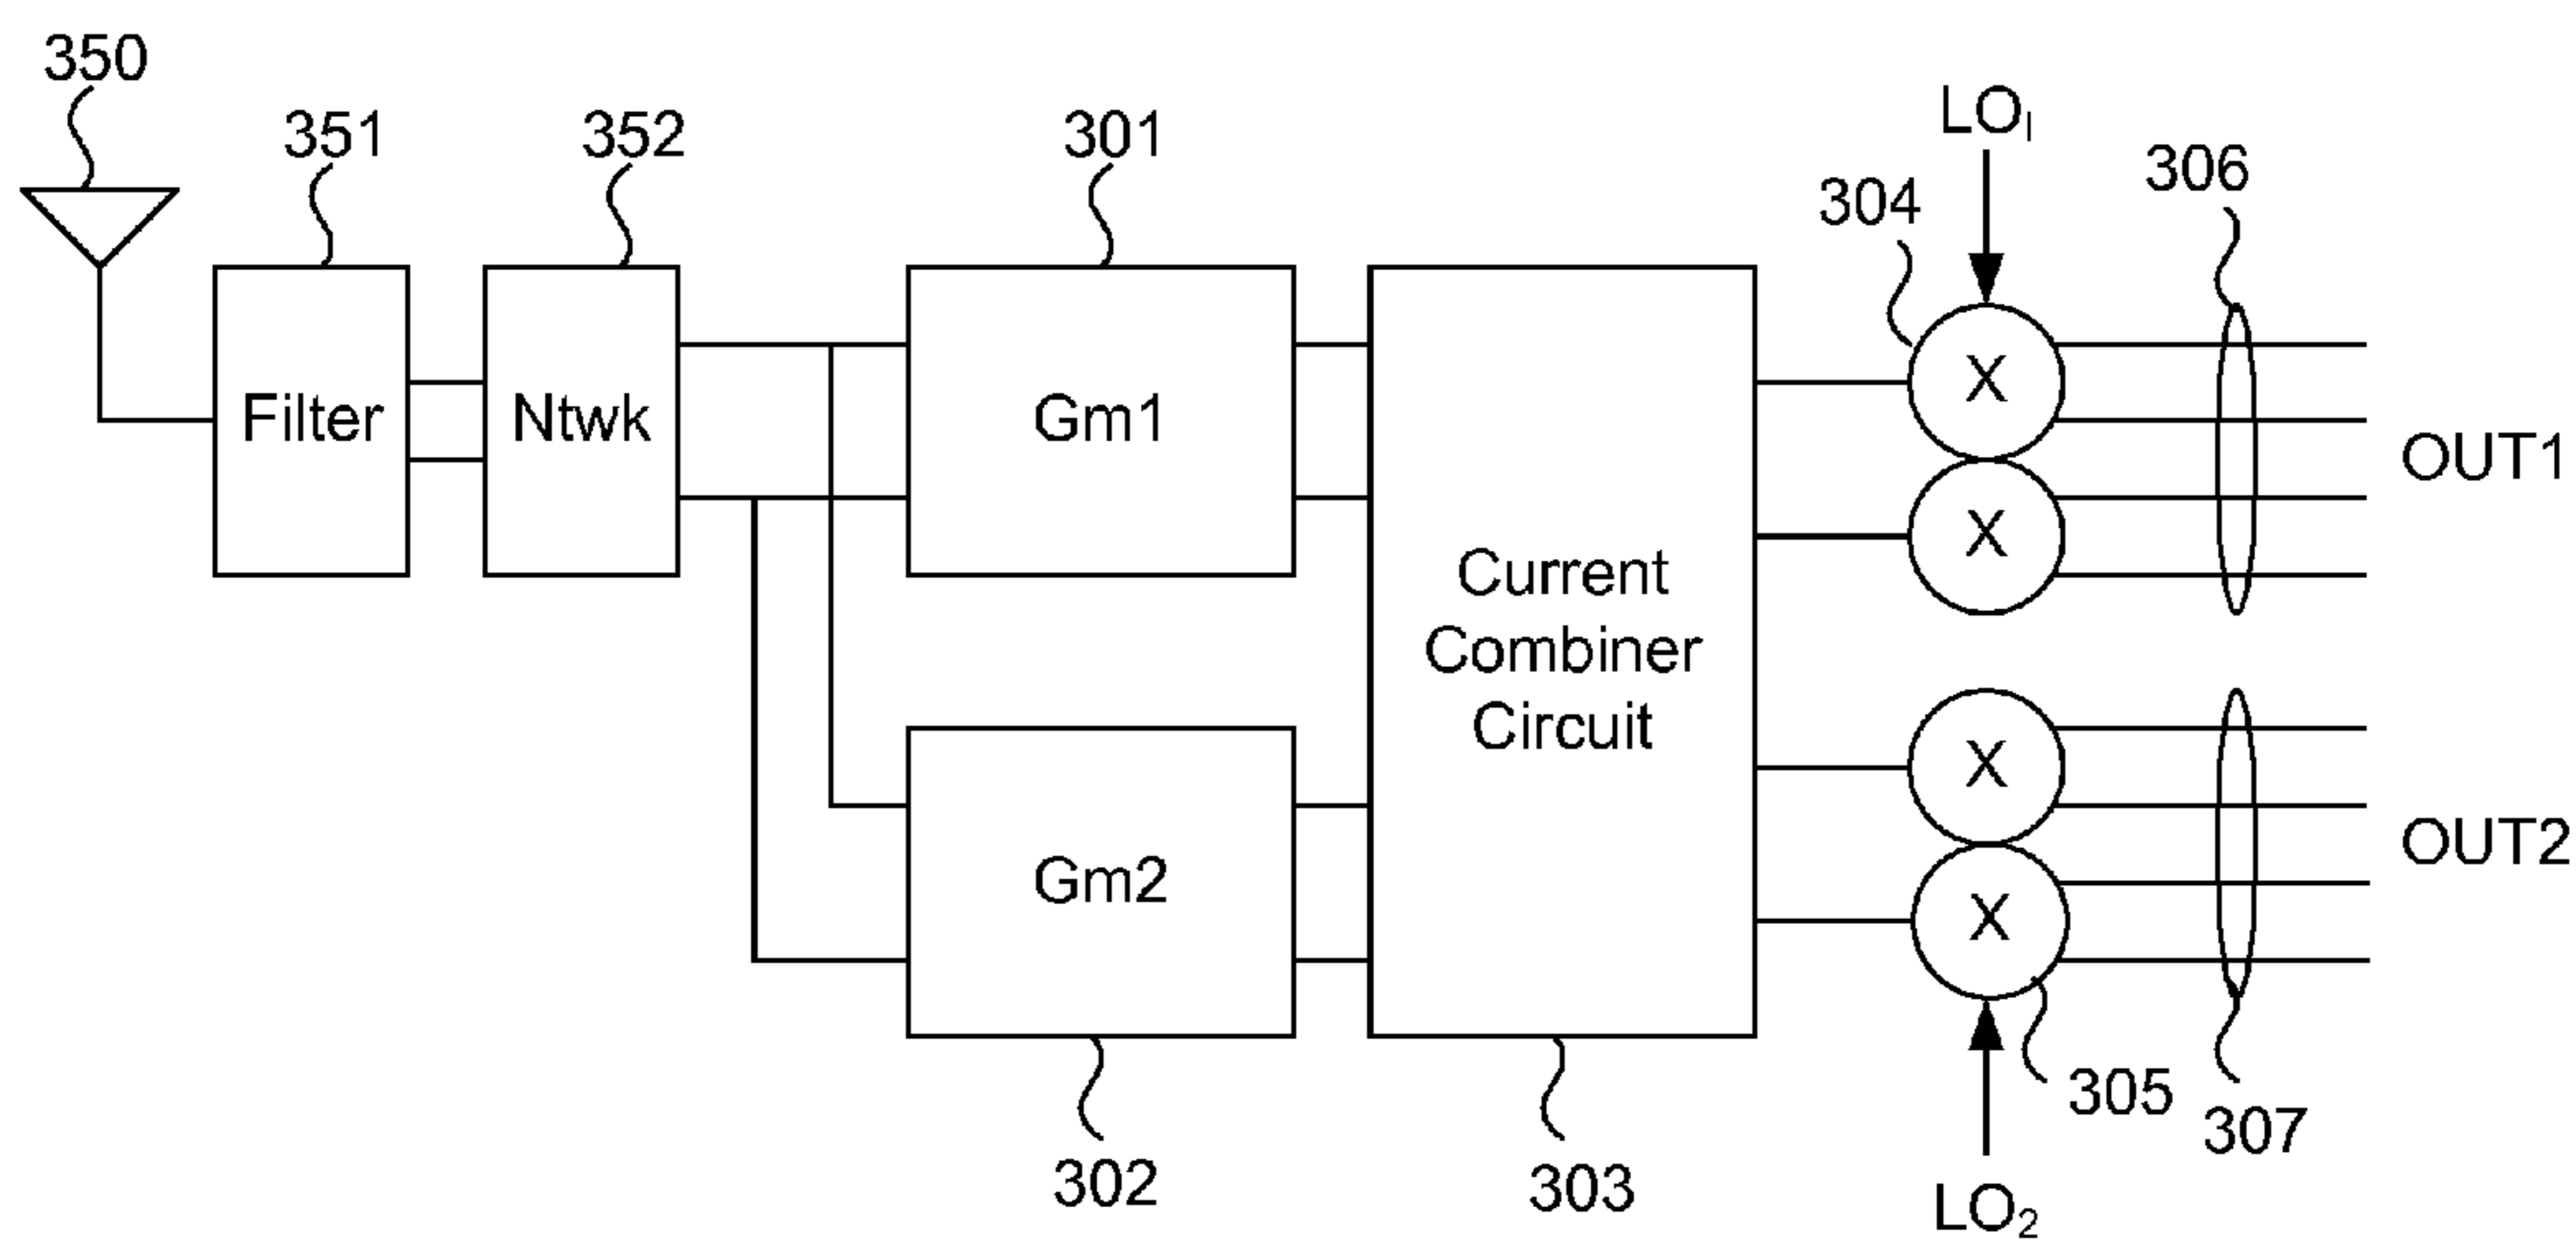 350
351
352
301
LOI
304
306
Filter
Ntwk
Gm1
X
X
OUT1
Current
Combiner
Circuit
Gm2
X
X
OUT2
302
303
305
307
LO2